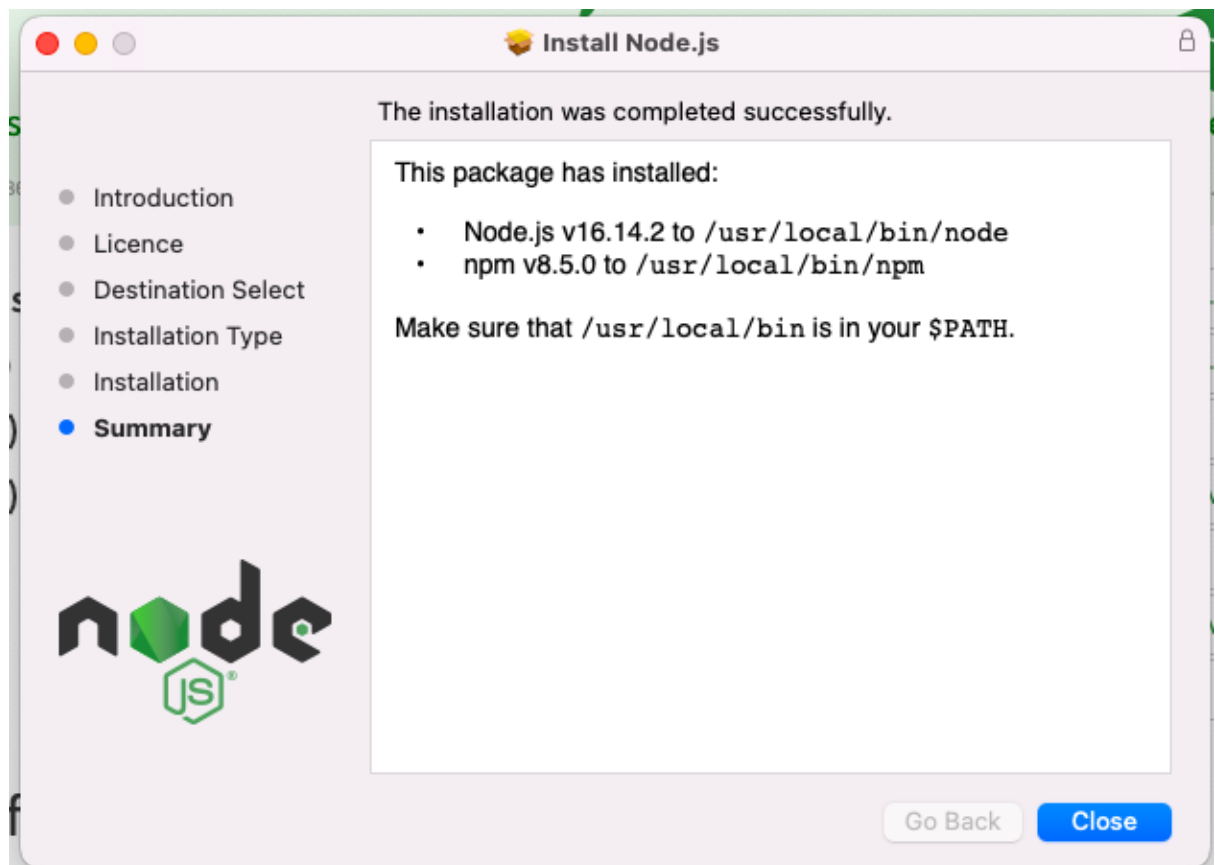 Install Node.js
The installation was completed successfully.
Introduction
Licence
Destination Select
Installation Type
Installation
Summary
This package has installed:
• Node.js v16.14.2 to /usr/local/bin/node
• npm v8.5.0 to /usr/local/bin/npm
Make sure that /usr/local/bin is in your $PATH.
node
JS®
Go Back
Close